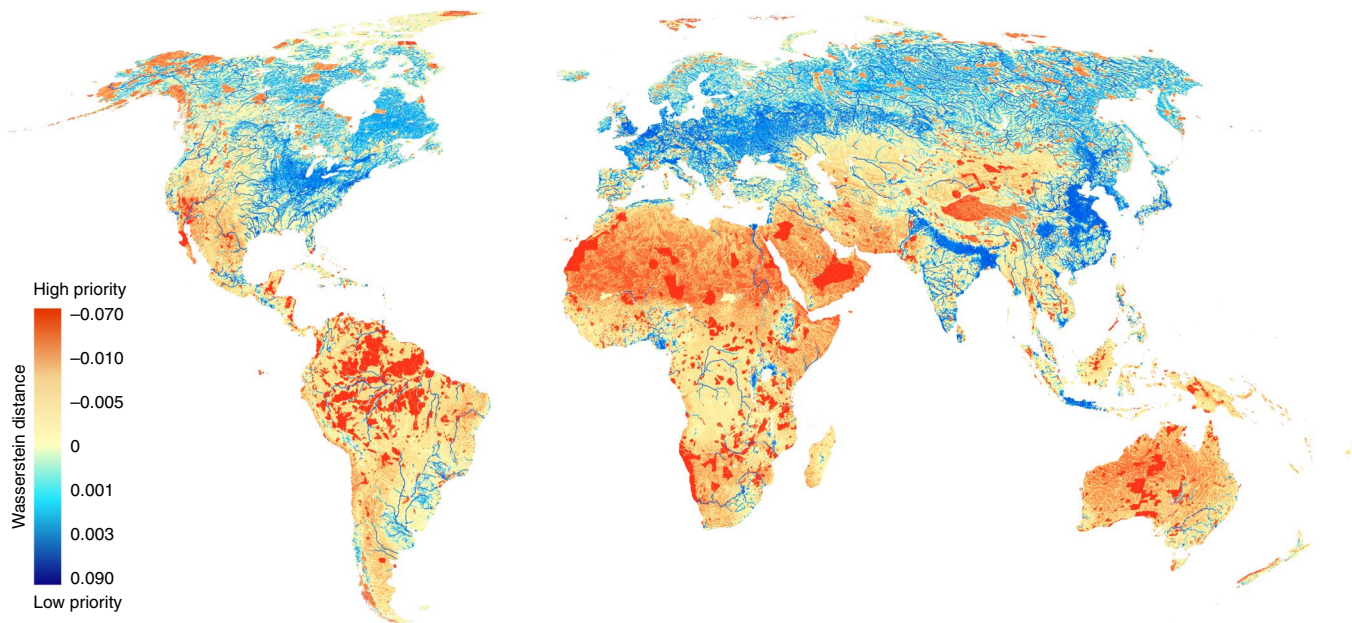 High priority
–0.070
–0.010
–0.005
0
0.001
0.003
0.090
Low priority
Wasserstein distance